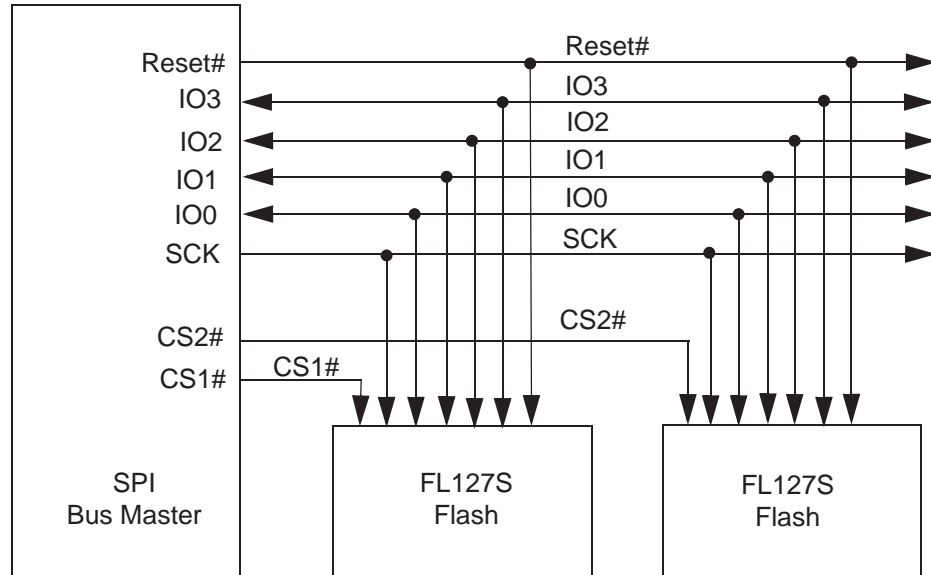 Reset#
Reset#
IO3
IO3
IO2
IO2
IO1
IO1
IO0
IO0
SCK
SCK
CS2#
CS2#
CS1#
CS1#
SPI
Bus Master
FL127S
Flash
FL127S
Flash